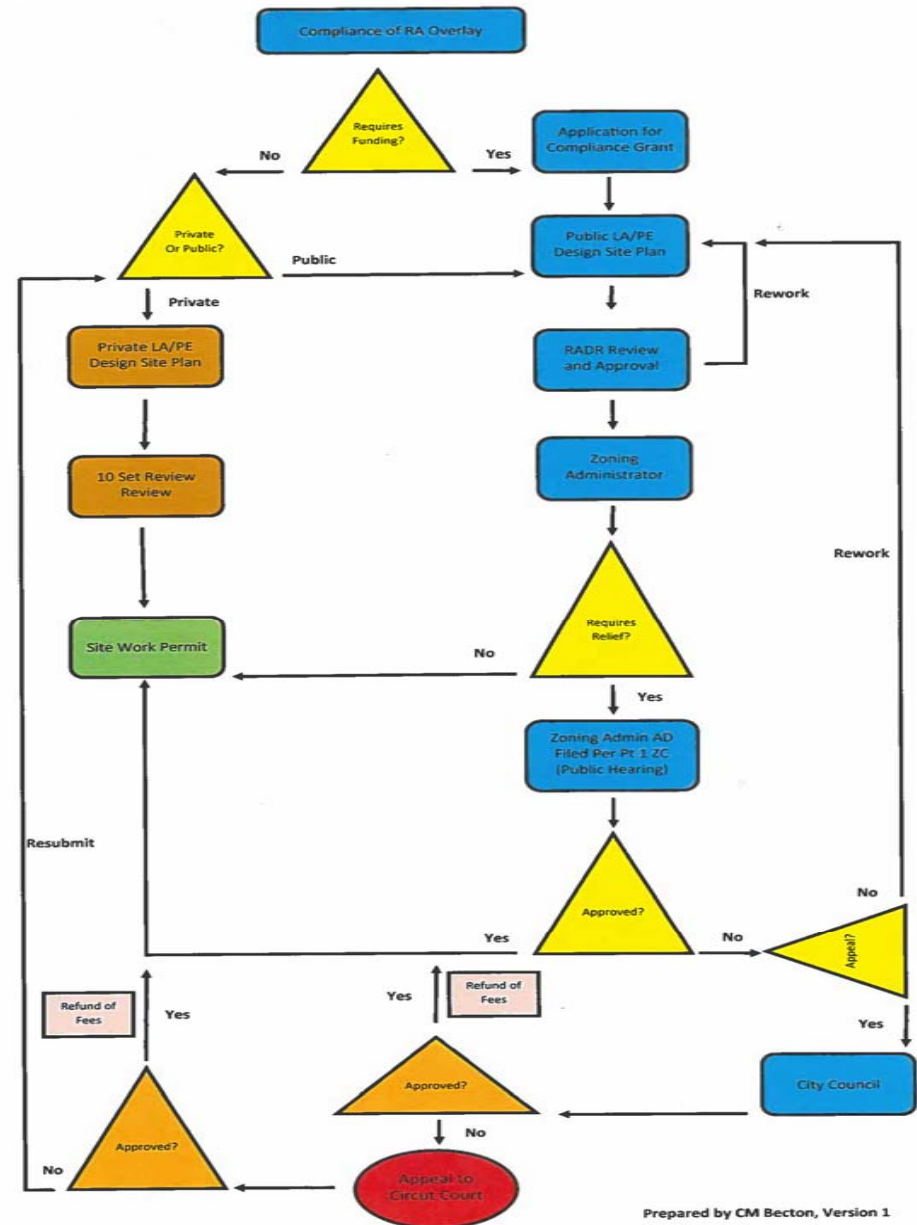 Compliance of RA Overlay
Requires
Funding?
No
Yes
Application for
Compliance Grant
Private
Or Public?
Public
Public LA/PE
Design Site Plan
Rework
Private
Private LA/PE
Design Site Plan
RADR Review
and Approval
10 Set Review
Review
Zoning
Administrator
Rework
Requires
Relief?
Site Work Permit
No
Yes
Zoning Admin AD
Filed Per Pt 1 ZC
(Public Hearing)
Resubmit
Approved?
Yes
No
Appeal?
No
Yes
Refund of
Fees
Yes
Yes
Refund of
Fees
City Council
Approved?
Approved?
No
No
Appeal to
Circut Court
Prepared by CM Becton, Version 1